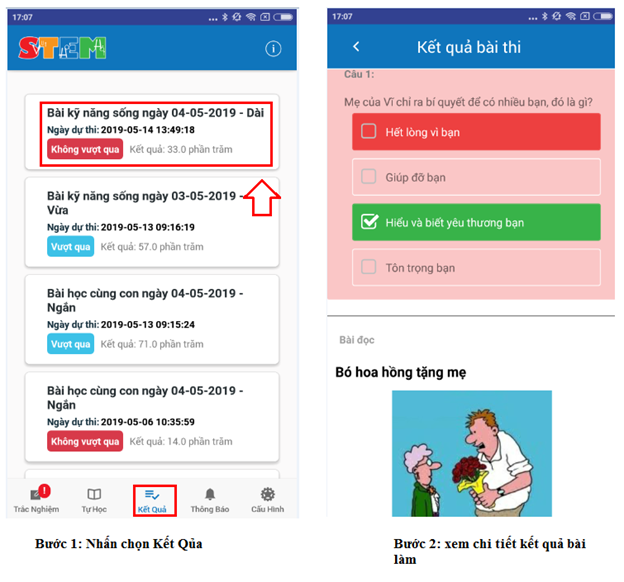 17:07
STEM
Bài kỹ năng sống ngày 04-05-2019 - Dài
Ngày dự thi: 2019-05-14 13:49:18
Không vượt qua Kết quả: 33.0 phần trăm
Bài kỹ năng sống ngày 03-05-2019 -
Vừa
Ngày dự thi: 2019-05-13 09:16:19
Vượt qua Kết quả: 57.0 phần trăm
Bài học cùng con ngày 04-05-2019 -
Ngắn
Ngày dự thi: 2019-05-13 09:15:24
Vượt qua Kết quả: 71.0 phần trăm
Bài học cùng con ngày 04-05-2019 -
Ngắn
Ngày dự thi: 2019-05-06 10:35:59
Không vượt qua Kết quả: 14.0 phần trăm
Trắc Nghiệm Tự Học Kết Quả Thông Báo Cấu Hình
Bước 1: Nhấn chọn Kết Qủa
17:07
Kết quả bài thi
Câu 1:
Mẹ của Vĩ chỉ ra bí quyết để có nhiều bạn, đó là gì?
Hết lòng vì bạn
Giúp đỡ bạn
Hiểu và biết yêu thương bạn
Tôn trọng bạn
Bài đọc
Bó hoa hồng tặng mẹ
Bước 2: xem chi tiết kết quả bài
làm